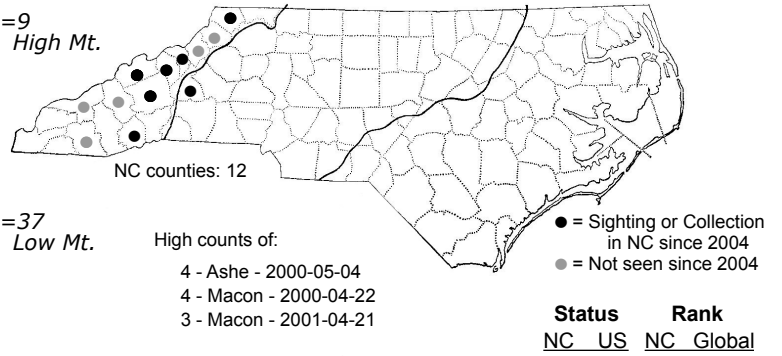 =9
High Mt.
NC counties: 12
=37
Low Mt.
High counts of:
4 - Ashe - 2000-05-04
4 - Macon - 2000-04-22
3 - Macon - 2001-04-21
= Sighting or Collection
in NC since 2004
= Not seen since 2004
Status Rank
NC US NC Global